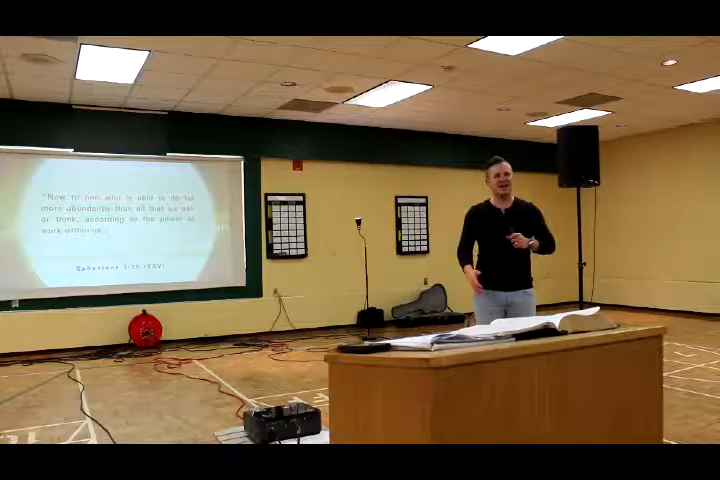 "Now to him who is able to do far
more abundantly than all that we ask
or think, according to the power at
work within us,
Ephesians 3:20 (ESV)